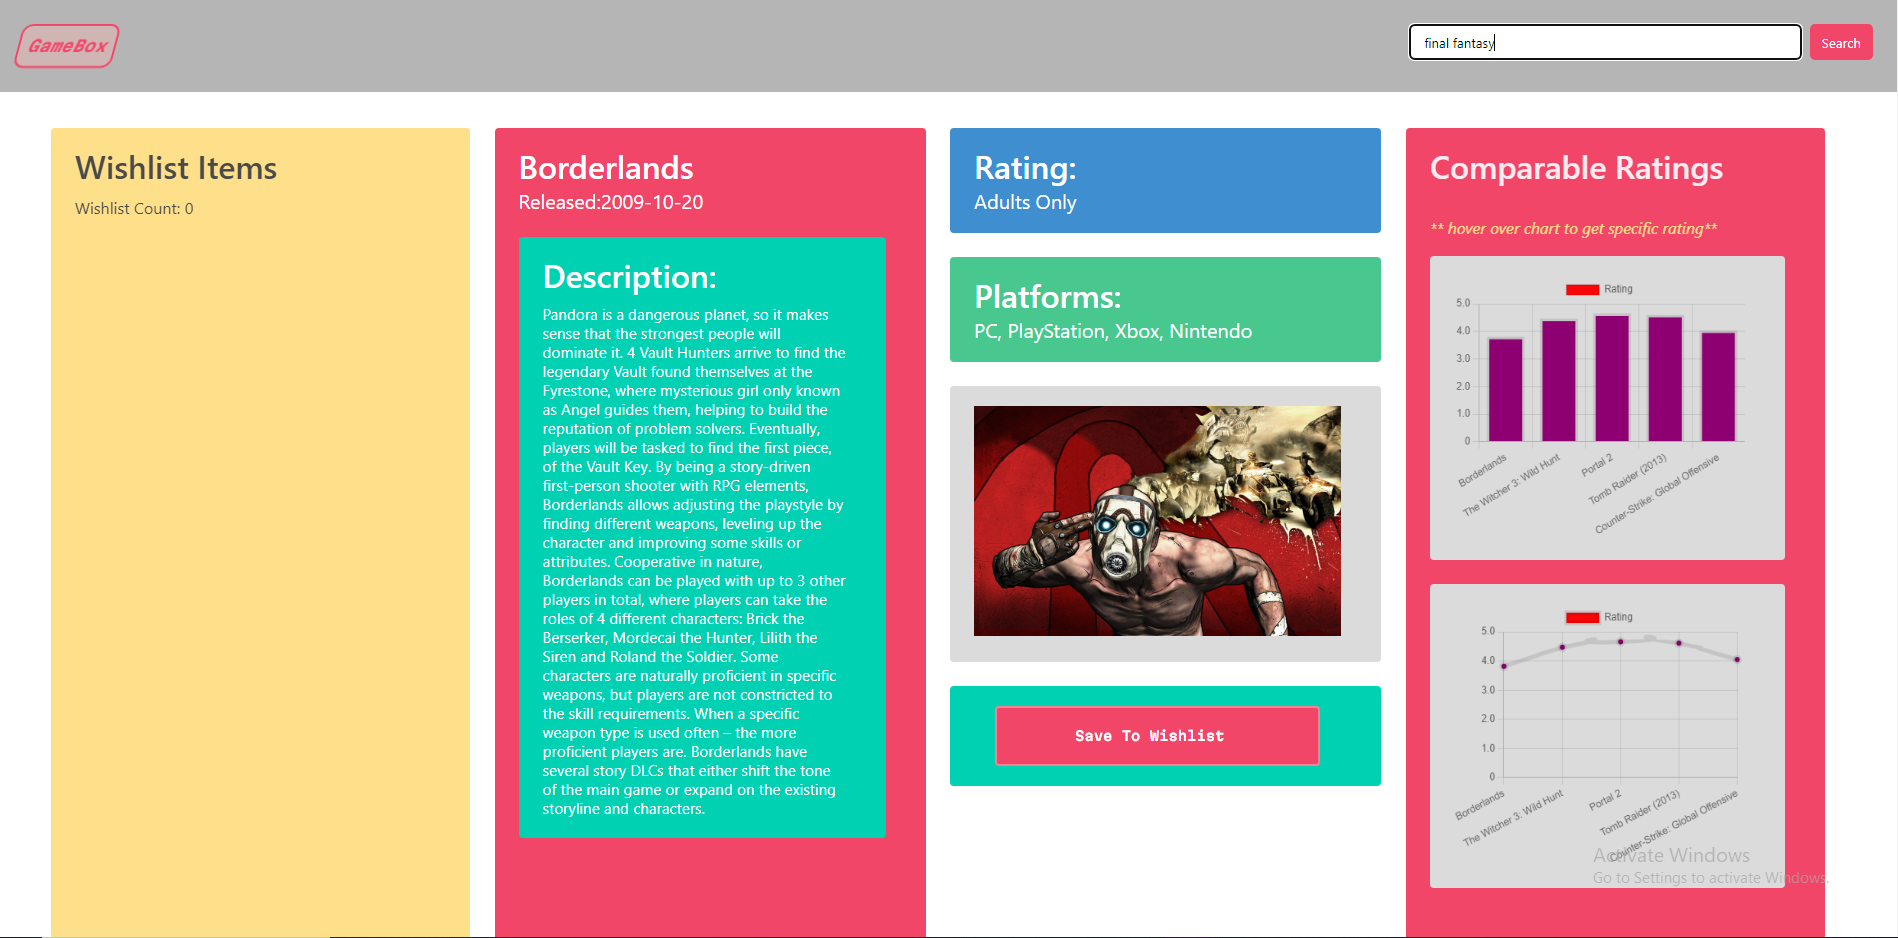 GameBox
final fantasy
Search
Wishlist Items
Wishlist Count: 0
Borderlands
Released:2009-10-20
Description:
Pandora is a dangerous planet, so it makes
sense that the strongest people will
dominate it. 4 Vault Hunters arrive to find the
legendary Vault found themselves at the
Fyrestone, where mysterious girl only known
as Angel guides them, helping to build the
reputation of problem solvers. Eventually,
players will be tasked to find the first piece,
of the Vault Key. By being a story-driven
first-person shooter with RPG elements,
Borderlands allows adjusting the playstyle by
finding different weapons, leveling up the
character and improving some skills or
attributes. Cooperative in nature,
Borderlands can be played with up to 3 other
players in total, where players can take the
roles of 4 different characters: Brick the
Berserker, Mordecai the Hunter, Lilith the
Siren and Roland the Soldier. Some
characters are naturally proficient in specific
weapons, but players are not constricted to
the skill requirements. When a specific
weapon type is used often – the more
proficient players are. Borderlands have
several story DLCs that either shift the tone
of the main game or expand on the existing
storyline and characters.
Rating:
Adults Only
Platforms:
PC, PlayStation, Xbox, Nintendo
Save To Wishlist
Comparable Ratings
** hover over chart to get specific rating**
Rating
5.0
4.0
3.0
2.0
1.0
0
Borderlands
The Witcher 3: Wild Hunt
Portal 2
Tomb Raider (2013)
Counter-Strike: Global Offensive
Rating
5.0
4.0
3.0
2.0
1.0
0
Borderlands
The Witcher 3: Wild Hunt
Portal 2
Tomb Raider (2013)
Counter-Strike: Global Offensive
Activate Windows
Go to Settings to activate Windows.